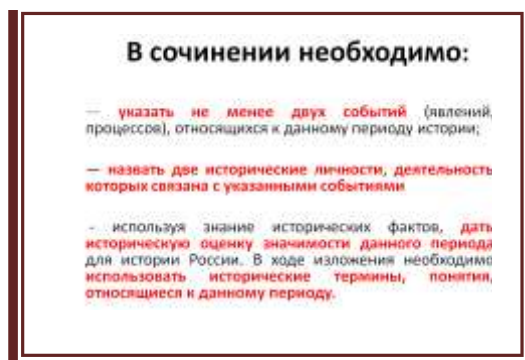 В сочинении необходимо:
— указать не менее двух событий (явлений,
процессов), относящихся к данному периоду истории;
— назвать две исторические личности, деятельность
которых связана с указанными событиями
- используя знание исторических фактов, дать
историческую оценку значимости данного периода
для истории России. В ходе изложения необходимо
использовать исторические термины, понятия,
относящиеся к данному периоду.